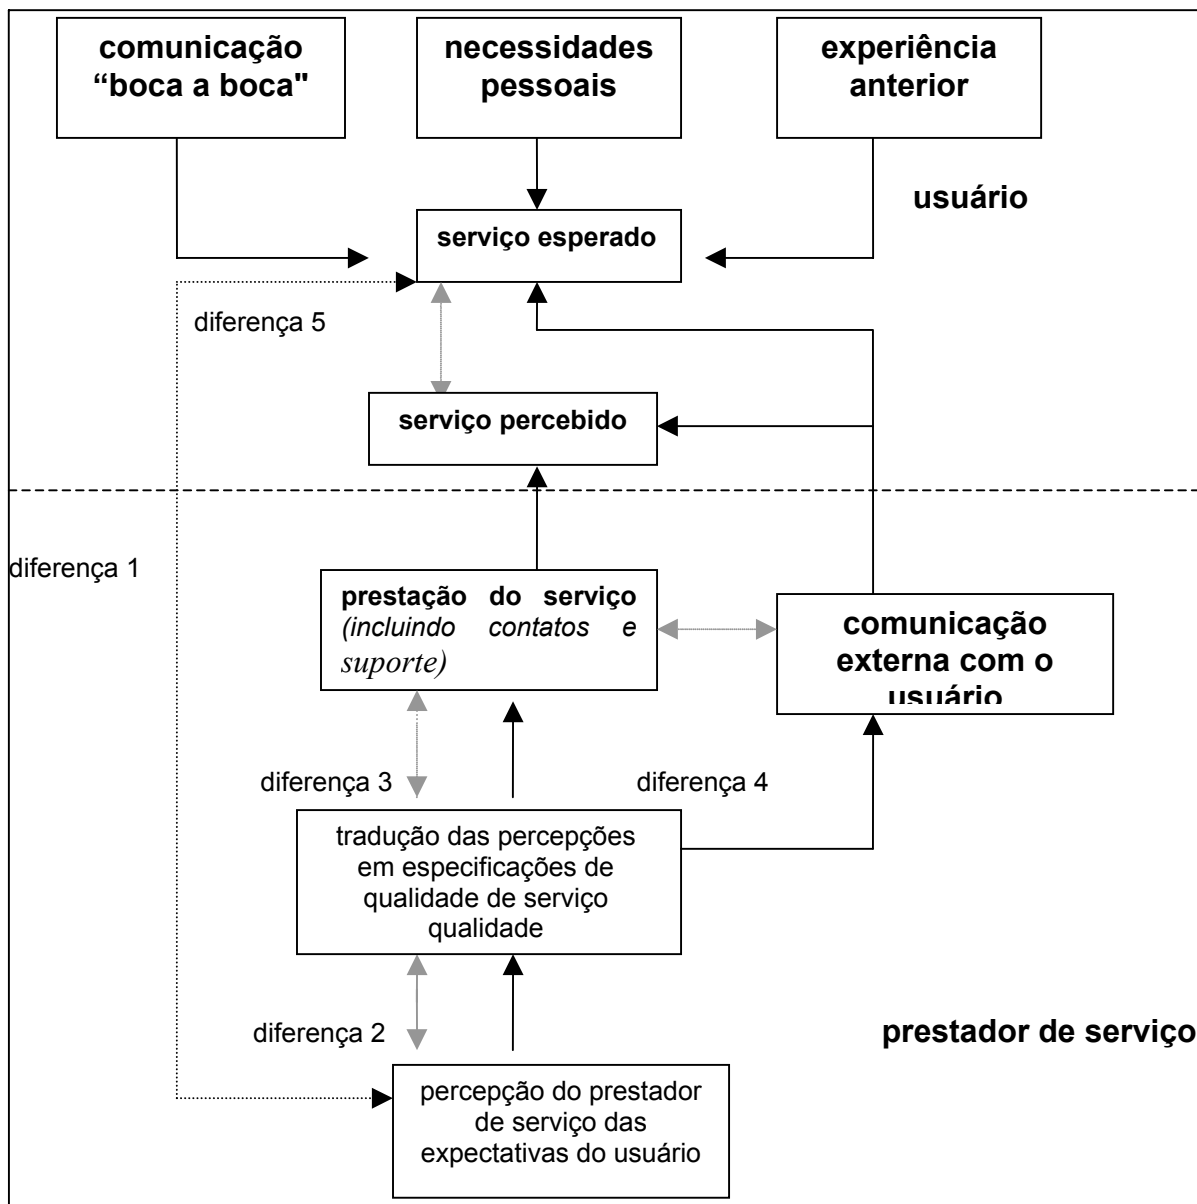 comunicação
“boca a boca"
necessidades
pessoais
experiência
anterior
usuário
serviço esperado
diferença 5
serviço percebido
diferença 1
prestação do serviço
(incluindo contatos e
suporte)
comunicação
externa com o
usuário
diferença 3
diferença 4
tradução das percepções
em especificações de
qualidade de serviço
qualidade
diferença 2
prestador de serviço
percepção do prestador
de serviço das
expectativas do usuário